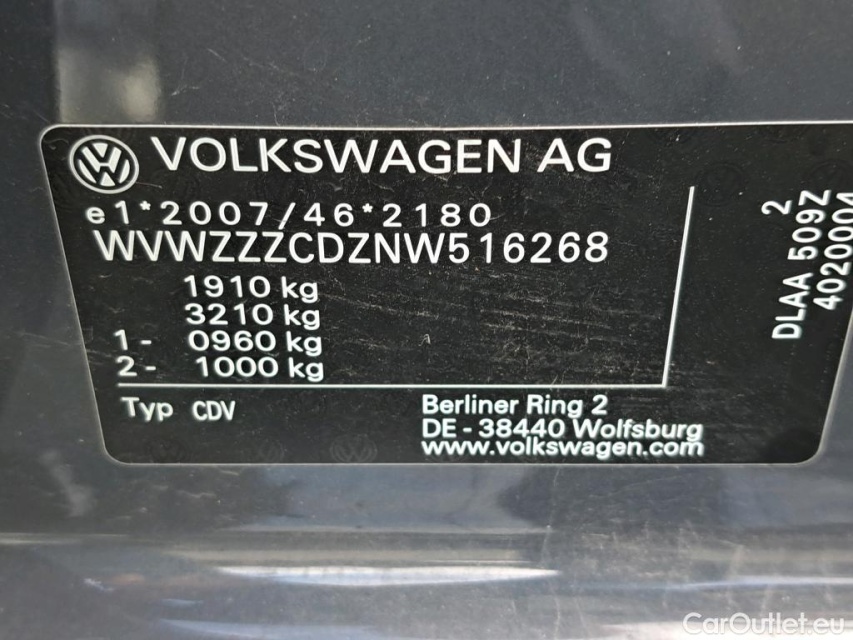 VOLKSWAGEN AG
e1*2007/46*2180
WVWZZZCDZNW516268
1910 kg
3210 kg
1- 0960 kg
2- 1000 kg
Typ CDV
Berliner Ring 2
DE-38440 Wolfsburg
www.volkswagen.com
2
DLAA 509Z
4020004
CarOutlet.eu